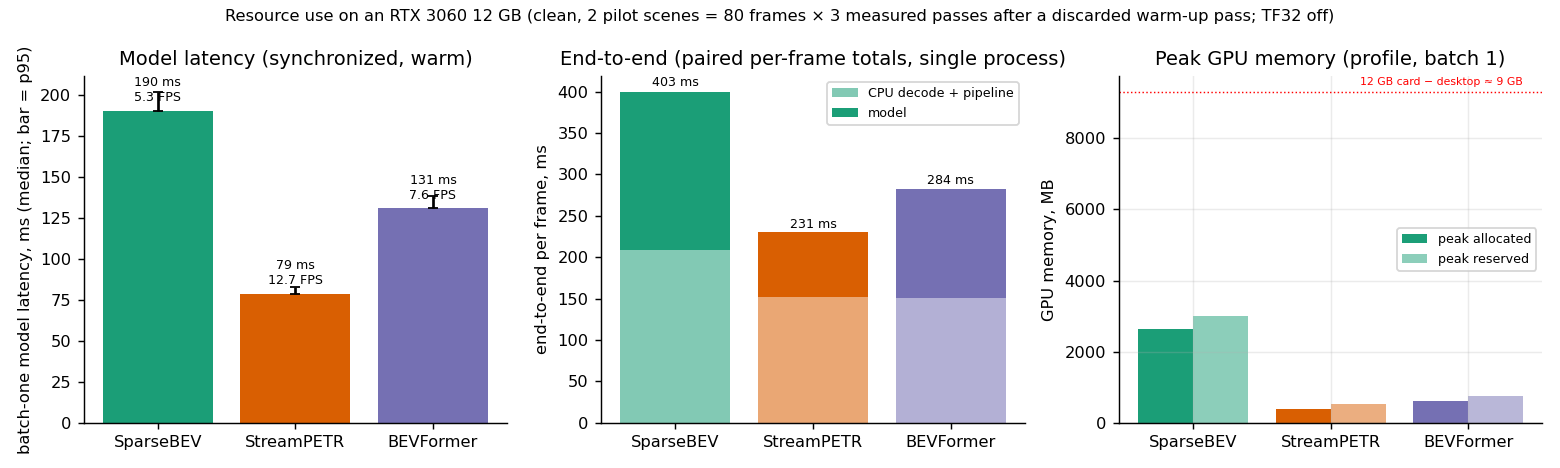 Resource use on an RTX 3060 12 GB (clean, 2 pilot scenes = 80 frames × 3 measured passes after a discarded warm-up pass; TF32 off)
Model latency (synchronized, warm)
batch-one model latency, ms (median; bar = p95)
200
175
150
125
100
75
50
25
0
190 ms
5.3 FPS
79 ms
12.7 FPS
131 ms
7.6 FPS
SparseBEV
StreamPETR
BEVFormer
End-to-end (paired per-frame totals, single process)
end-to-end per frame, ms
400
350
300
250
200
150
100
50
0
403 ms
231 ms
284 ms
CPU decode + pipeline
model
SparseBEV
StreamPETR
BEVFormer
Peak GPU memory (profile, batch 1)
GPU memory, MB
8000
6000
4000
2000
0
12 GB card − desktop ≈ 9 GB
peak allocated
peak reserved
SparseBEV
StreamPETR
BEVFormer